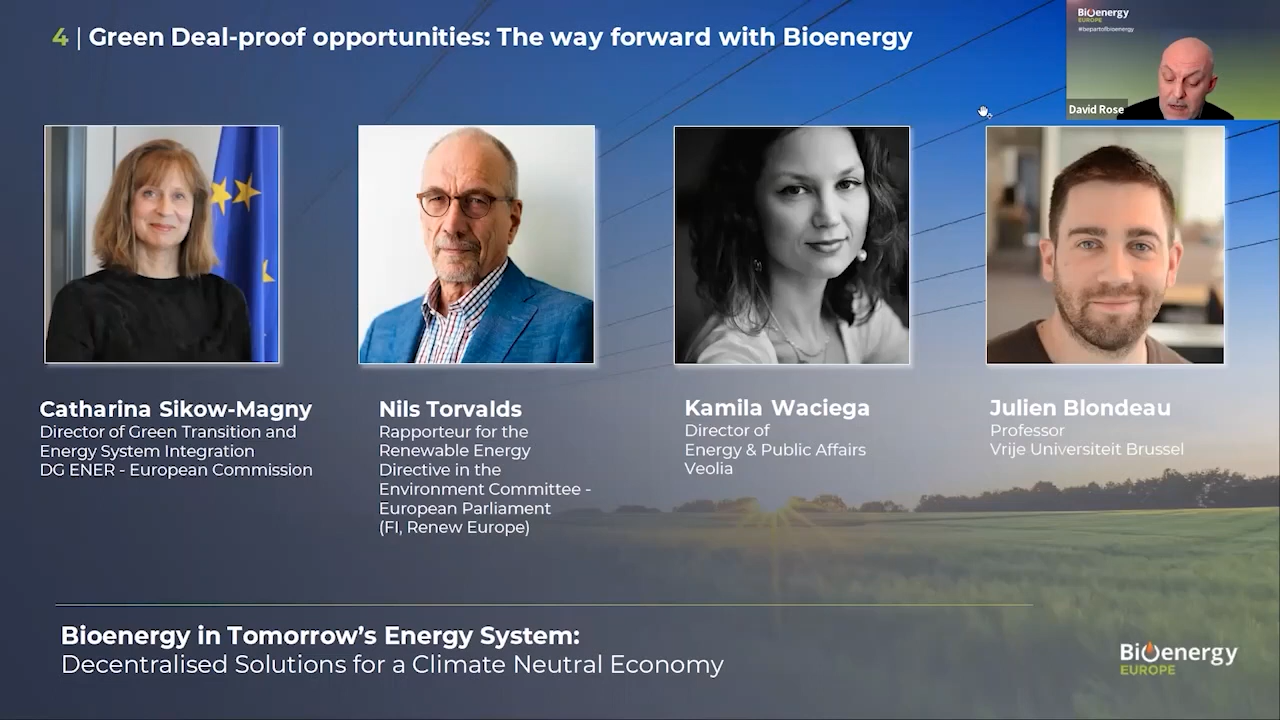 4 | Green Deal-proof opportunities: The way forward with Bioenergy
Bioenergy
EUROPE
#bepartofbioenergy
David Rose
Catharina Sikow-Magny
Director of Green Transition and
Energy System Integration
DG ENER - European Commission
Nils Torvalds
Rapporteur for the
Renewable Energy
Directive in the
Environment Committee -
European Parliament
(FI, Renew Europe)
Kamila Waciega
Director of
Energy & Public Affairs
Veolia
Julien Blondeau
Professor
Vrije Universiteit Brussel
Bioenergy in Tomorrow’s Energy System:
Decentralised Solutions for a Climate Neutral Economy
Bioenergy
EUROPE